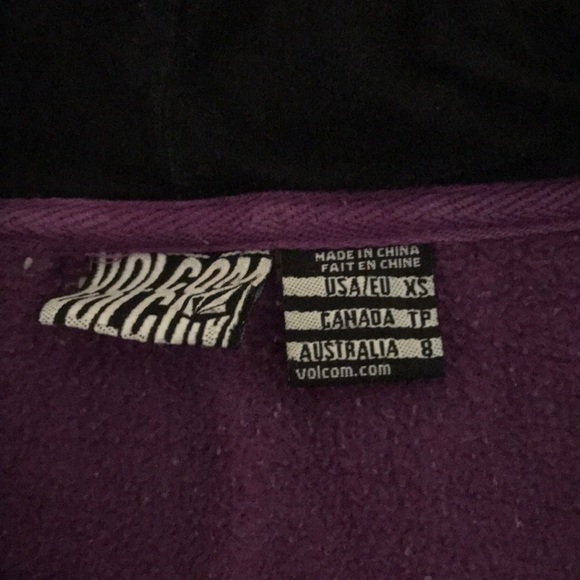 VOLCOM
MADE IN CHINA
FAIT EN CHINE
USA/EU XS
CANADA TP
AUSTRALIA 8
volcom.com